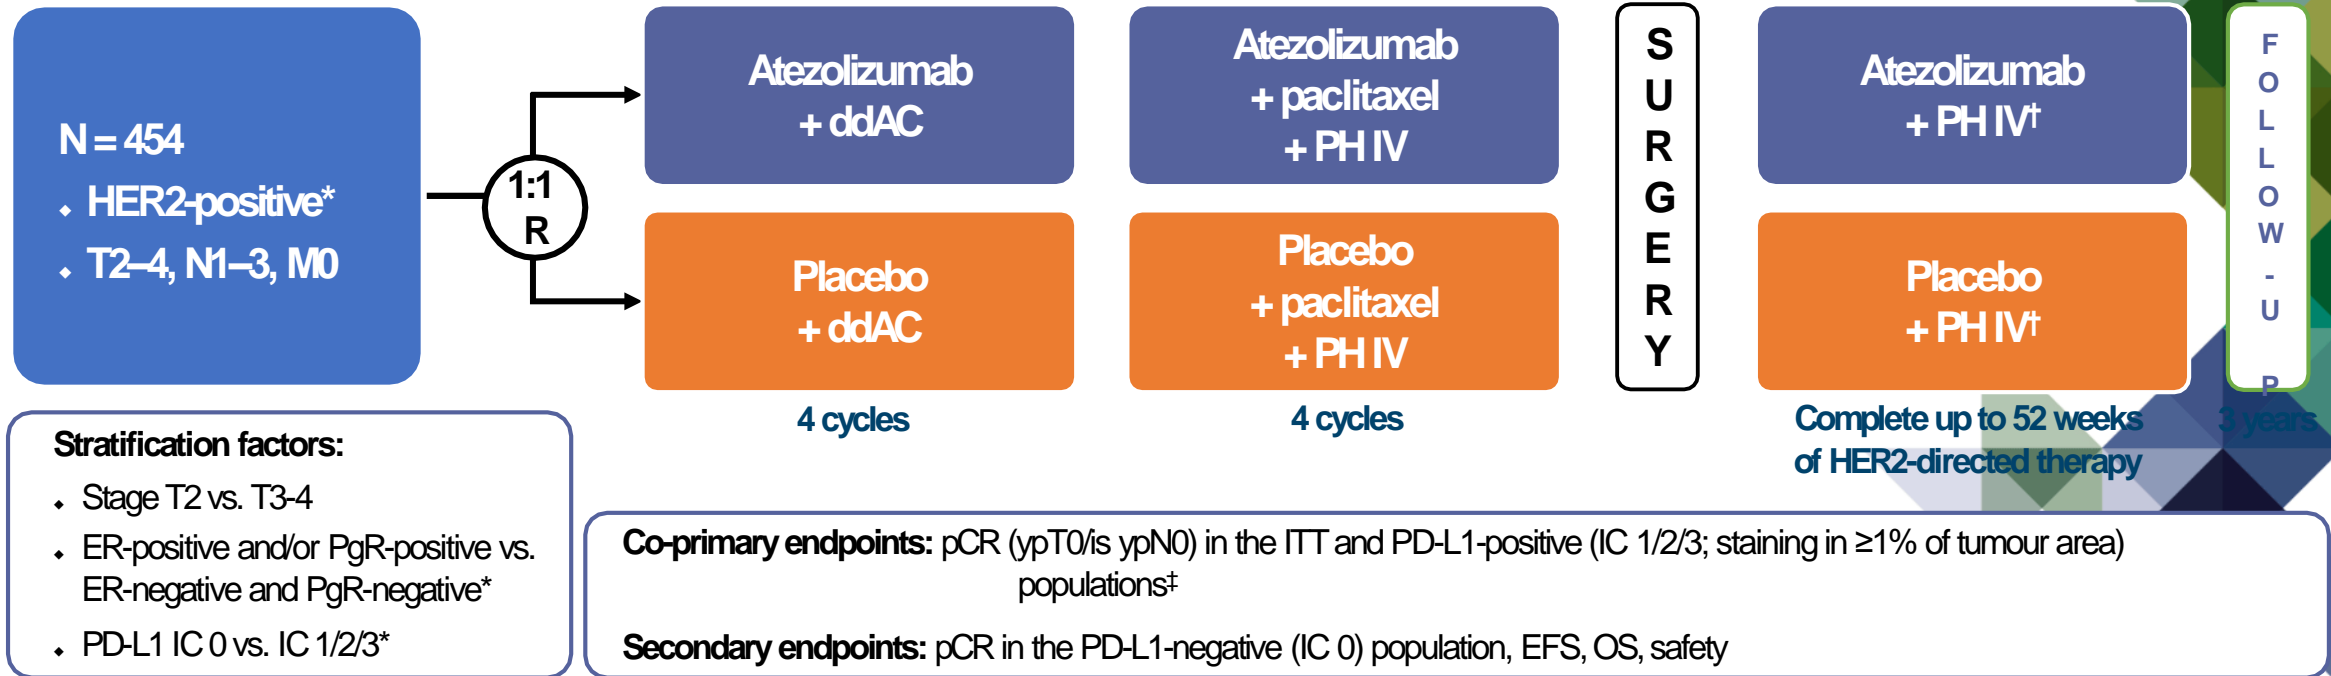 N = 454
⬥ HER2-positive*
⬥ T2–4, N1–3, M0
1:1
R
Atezolizumab
+ ddAC
Placebo
+ ddAC
4 cycles
Atezolizumab
+ paclitaxel
+ PH IV
Placebo
+ paclitaxel
+ PH IV
4 cycles
S
U
R
G
E
R
Y
Atezolizumab
+ PH IV†
Placebo
+ PH IV†
Complete up to 52 weeks
of HER2-directed therapy
F
O
L
L
O
W
-
U
P
3 years
Stratification factors:
⬥ Stage T2 vs. T3-4
⬥ ER-positive and/or PgR-positive vs.
ER-negative and PgR-negative*
⬥ PD-L1 IC 0 vs. IC 1/2/3*
Co-primary endpoints: pCR (ypT0/is ypN0) in the ITT and PD-L1-positive (IC 1/2/3; staining in ≥1% of tumour area)
populations‡
Secondary endpoints: pCR in the PD-L1-negative (IC 0) population, EFS, OS, safety